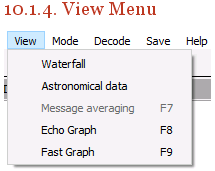 10.1.4. View Menu
View Mode Decode Save Help
Waterfall
Astronomical data
Message averaging F7
Echo Graph F8
Fast Graph F9